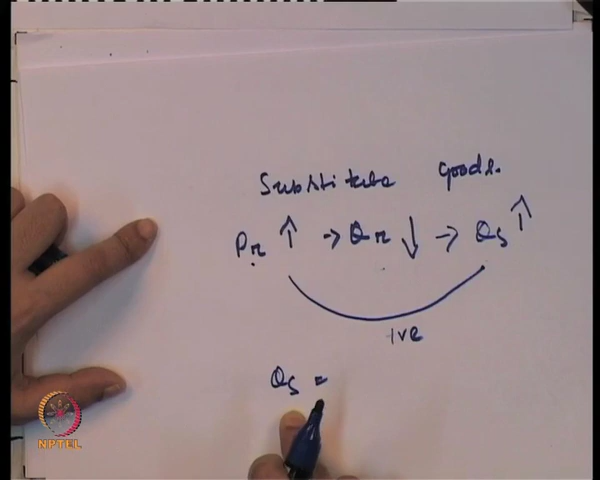 Substitute goods.
Pr ↑ → Qr ↓ → Qs ↑
+ve
Qs =
NPTEL